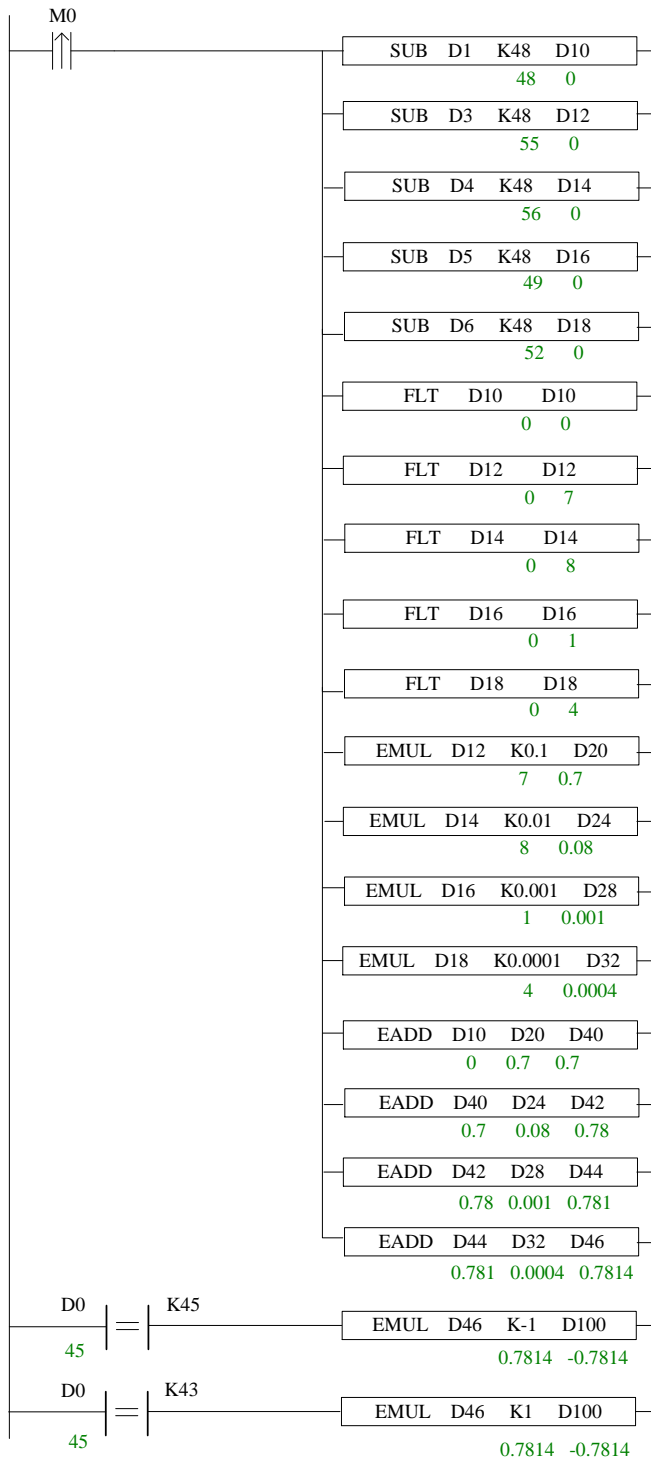 M0
SUB D1 K48 D10
48 0
SUB D3 K48 D12
55 0
SUB D4 K48 D14
56 0
SUB D5 K48 D16
49 0
SUB D6 K48 D18
52 0
FLT D10 D10
0 0
FLT D12 D12
0 7
FLT D14 D14
0 8
FLT D16 D16
0 1
FLT D18 D18
0 4
EMUL D12 K0.1 D20
7 0.7
EMUL D14 K0.01 D24
8 0.08
EMUL D16 K0.001 D28
1 0.001
EMUL D18 K0.0001 D32
4 0.0004
EADD D10 D20 D40
0 0.7 0.7
EADD D40 D24 D42
0.7 0.08 0.78
EADD D42 D28 D44
0.78 0.001 0.781
EADD D44 D32 D46
0.781 0.0004 0.7814
D0 K45
EMUL D46 K-1 D100
45 0.7814 -0.7814
D0 K43
EMUL D46 K1 D100
45 0.7814 -0.7814